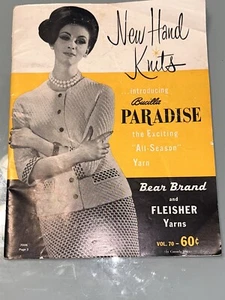 New Hand
Knits
introducing
Bucilla
PARADISE
the Exciting
"All-Season"
Yarn
Bear Brand
and
FLEISHER
Yarns
VOL. 70 - 60¢